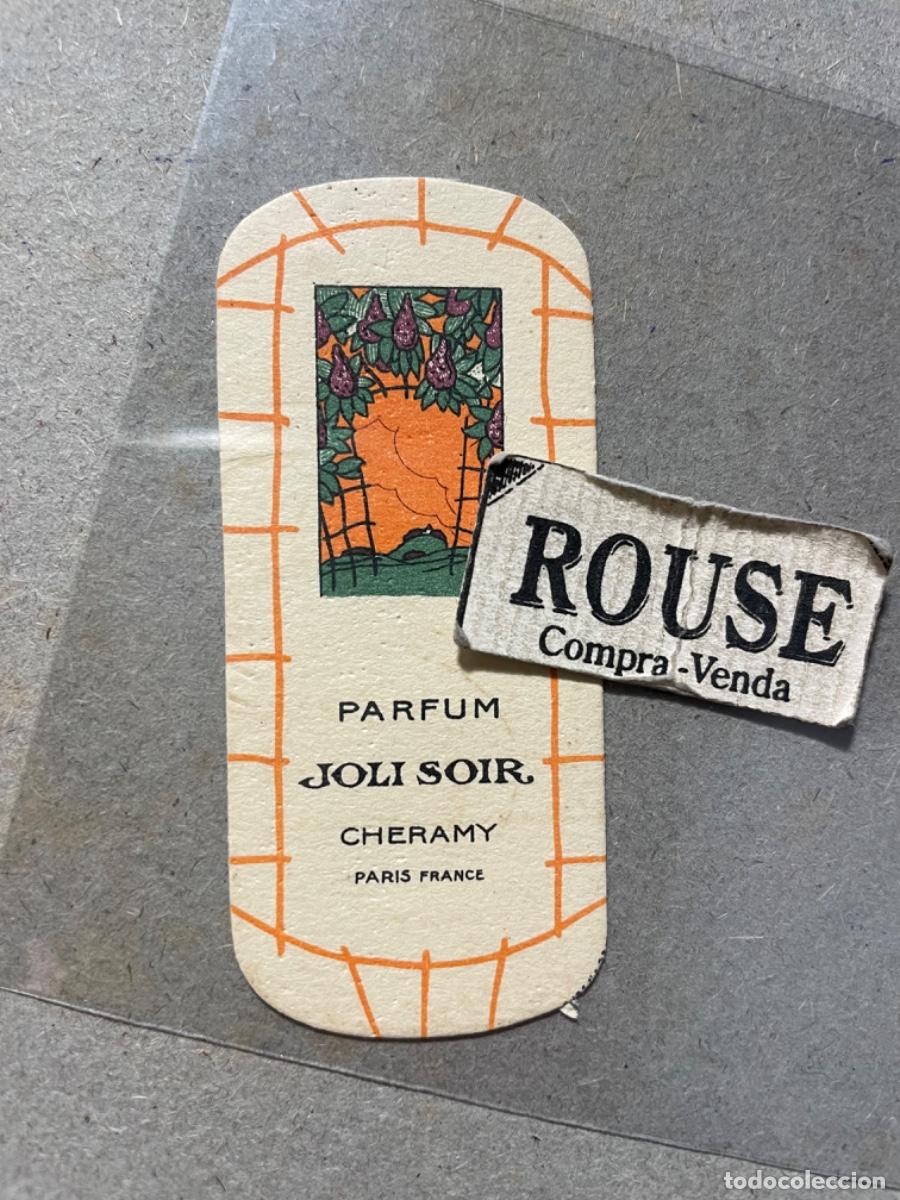 ROUSE
Compra-Venda
PARFUM
JOLI SOIR
CHERAMY
PARIS FRANCE
todocoleccion